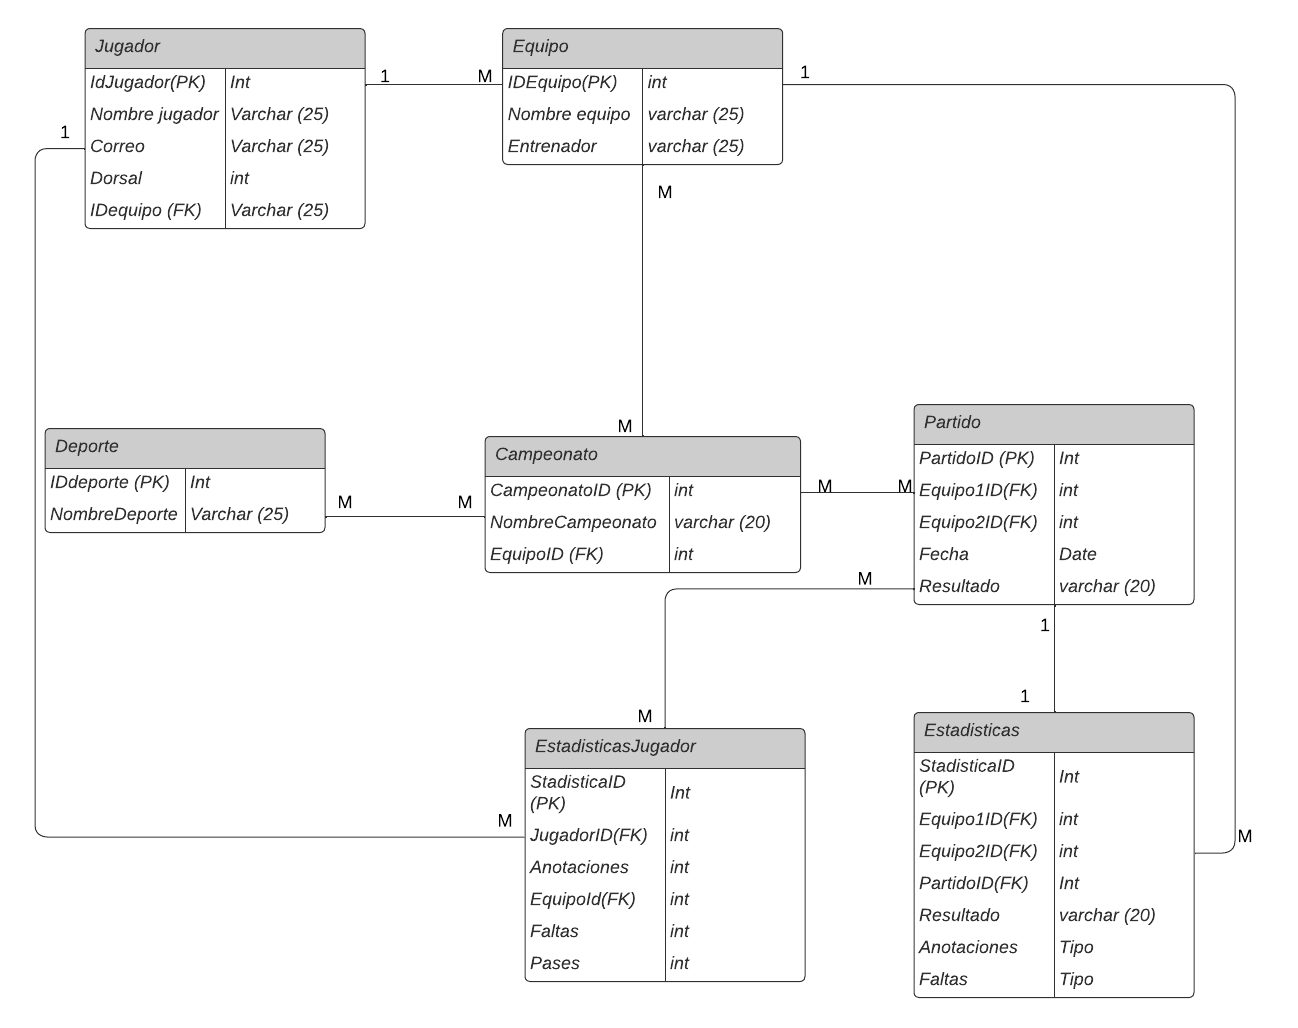 Jugador
IdJugador(PK) Int
Nombre jugador Varchar (25)
Correo Varchar (25)
Dorsal int
IDequipo (FK) Varchar (25)
1
M
1
Equipo
IDEquipo(PK) int
Nombre equipo varchar (25)
Entrenador varchar (25)
1
M
M
Deporte
IDdeporte (PK) Int
NombreDeporte Varchar (25)
M
M
Campeonato
CampeonatoID (PK) int
NombreCampeonato varchar (20)
EquipoID (FK) int
M
M
Partido
PartidoID (PK) Int
Equipo1ID(FK) int
Equipo2ID(FK) int
Fecha Date
Resultado varchar (20)
M
1
1
M
EstadisticasJugador
StadisticaID
(PK) Int
JugadorID(FK) int
Anotaciones int
EquipoId(FK) int
Faltas int
Pases int
M
Estadisticas
StadisticaID
(PK) Int
Equipo1ID(FK) int
Equipo2ID(FK) int
PartidoID(FK) Int
Resultado varchar (20)
Anotaciones Tipo
Faltas Tipo
M